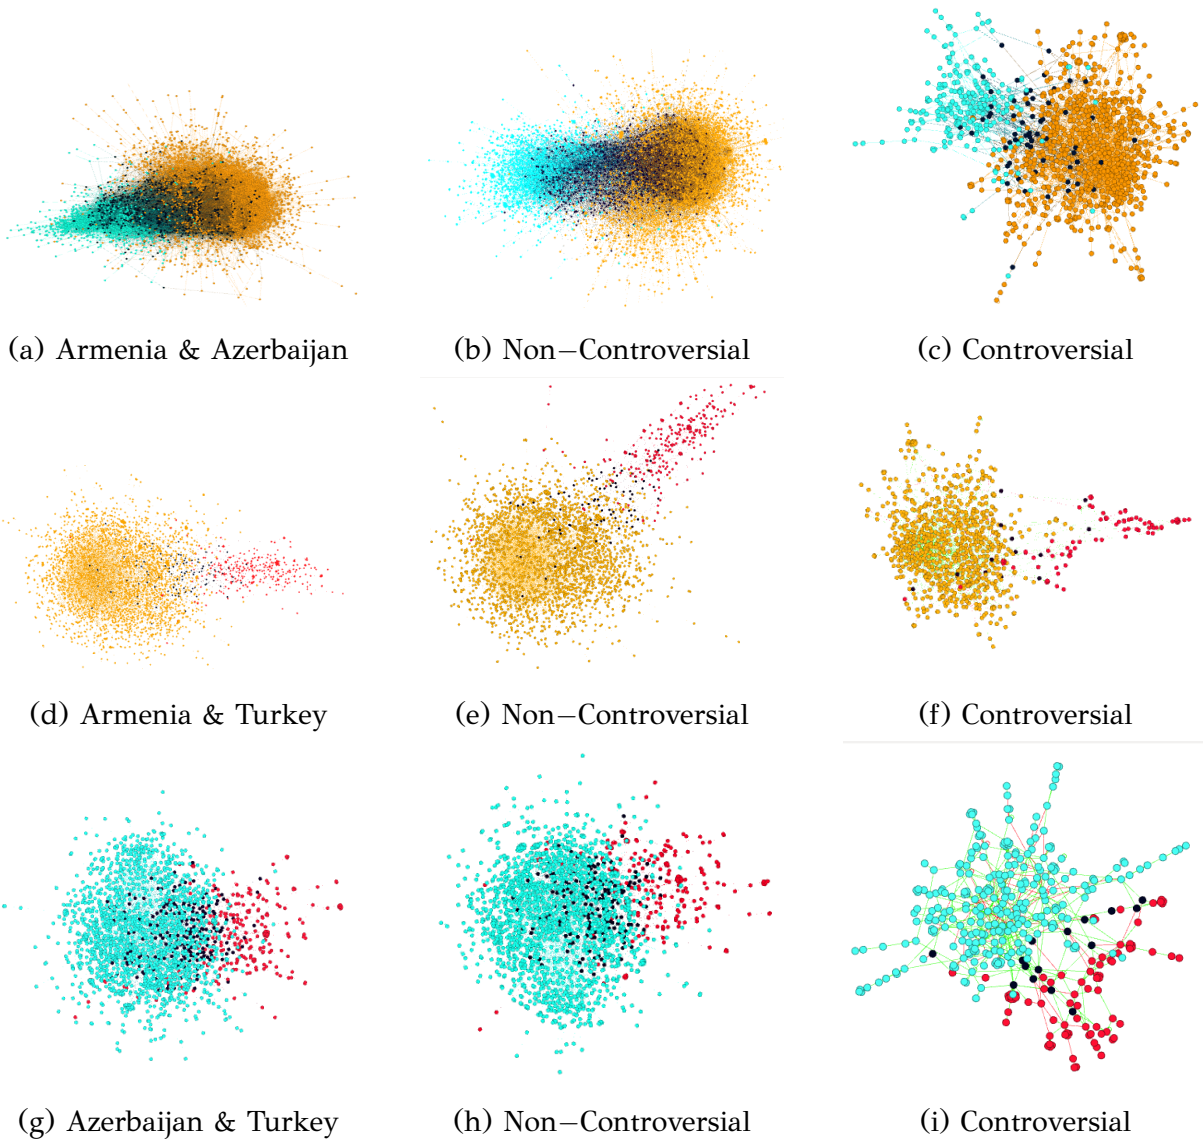 (a) Armenia & Azerbaijan
(b) Non−Controversial
(c) Controversial
(d) Armenia & Turkey
(e) Non−Controversial
(f) Controversial
(g) Azerbaijan & Turkey
(h) Non−Controversial
(i) Controversial